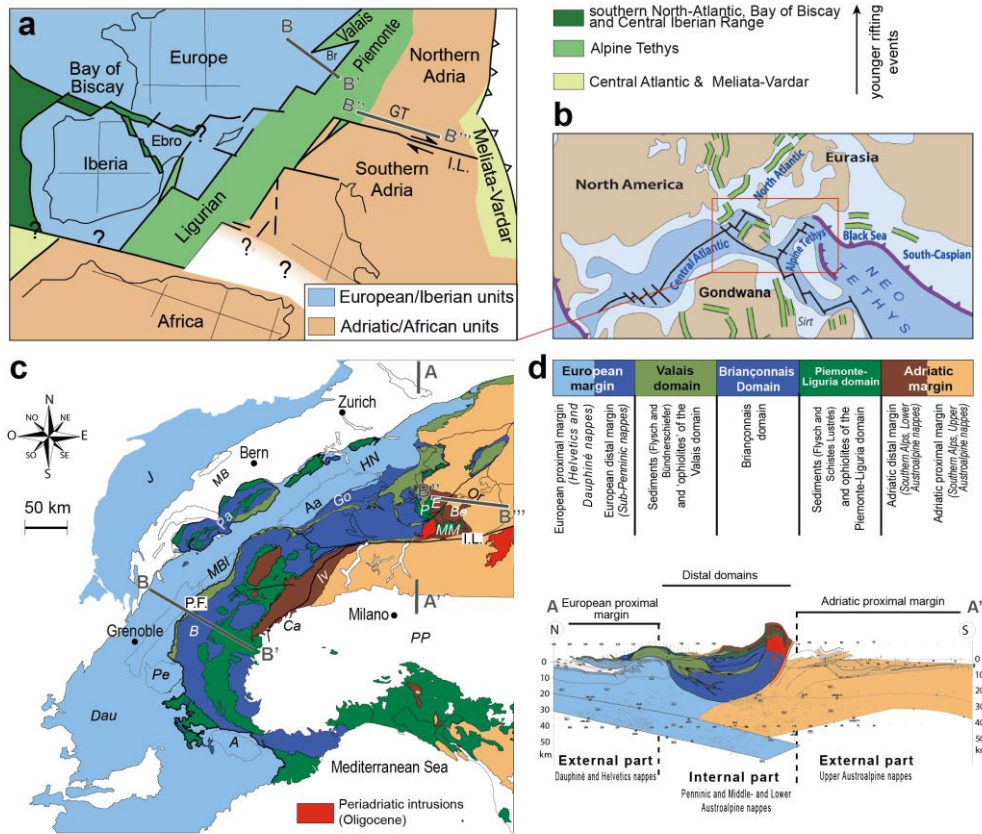 a
B
Valais
Europe
Br
Piemonte
Northern
Adria
Bay of
Biscay
B'
B''
GT
B'''
?
Ebro
I.L.
Iberia
Southern
Adria
Meliata-Vardar
Ligurian
?
?
?
?
Africa
European/Iberian units
Adriatic/African units
southern North-Atlantic, Bay of Biscay
and Central Iberian Range
Alpine Tethys
Central Atlantic & Meliata-Vardar
younger rifting
events
b
Eurasia
North America
North Atlantic
Black Sea
Central Atlantic
Alpine Tethys
South-Caspian
Gondwana
NEO
TETHYS
Sirt
c
A
N
NO
NE
O
E
SO
SE
S
Zurich
J
MB
Bern
HN
50 km
Pa
Aa
Go
B''
Or
P
E
Be
B'''
MM
MBl
I.L.
B
Iv
P.F.
A'
Milano
Grenoble
Ca
B
B'
PP
Pe
Dau
A
Mediterranean Sea
Periadriatic intrusions
(Oligocene)
d
European
margin
Valais
domain
Briançonnais
Domain
Piemonte-
Liguria domain
Adriatic
margin
European proximal margin
(Helvetics and
Dauphiné nappes)
European distal margin
(Sub-Penninic nappes)
Sediments (Flysch and
Bündnerschiefer)
and 'ophiolites' of the
Valais domain
Briançonnais
domain
Sediments (Flysch and
Schistes Lustrés)
and ophiolites of the
Piemonte-Liguria domain
Adriatic distal margin
(Southern Alps, Lower
Austroalpine nappes)
Adriatic proximal margin
(Southern Alps, Upper
Austroalpine nappes)
Distal domains
A
European proximal
margin
Adriatic proximal margin
A'
N
S
0
10
20
30
40
50
km
0
10
20
30
40
50
km
External part
Dauphiné and Helvetics nappes
Internal part
Penninic and Middle- and Lower
Austroalpine nappes
External part
Upper Austroalpine nappes